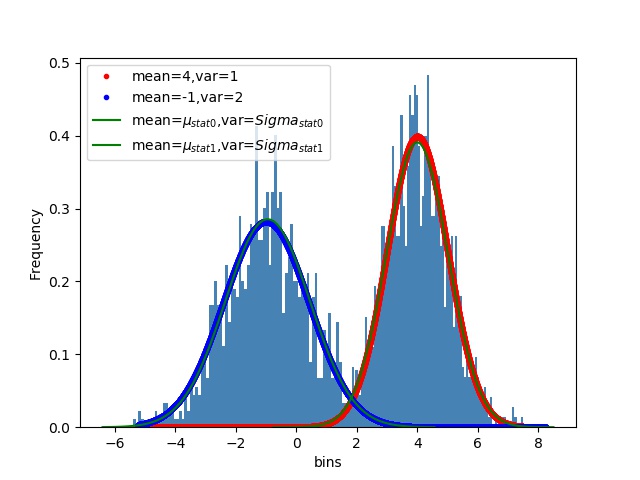 0.5
0.4
0.3
0.2
0.1
0.0
Frequency
mean=4,var=1
mean=-1,var=2
mean=μstat0,var=Sigmastat0
mean=μstat1,var=Sigmastat1
−6 −4 −2 0 2 4 6 8
bins